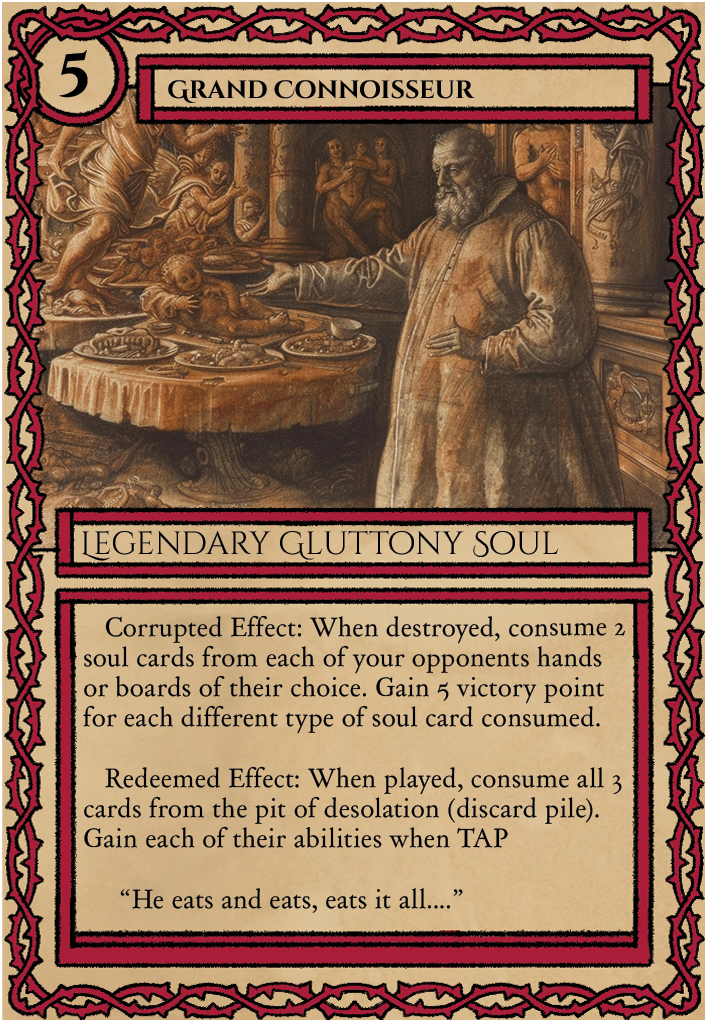 5
Grand Connoisseur
Legendary Gluttony Soul
Corrupted Effect: When destroyed, consume 2
soul cards from each of your opponents hands
or boards of their choice. Gain 5 victory point
for each different type of soul card consumed.
Redeemed Effect: When played, consume all 3
cards from the pit of desolation (discard pile).
Gain each of their abilities when TAP
“He eats and eats, eats it all....”